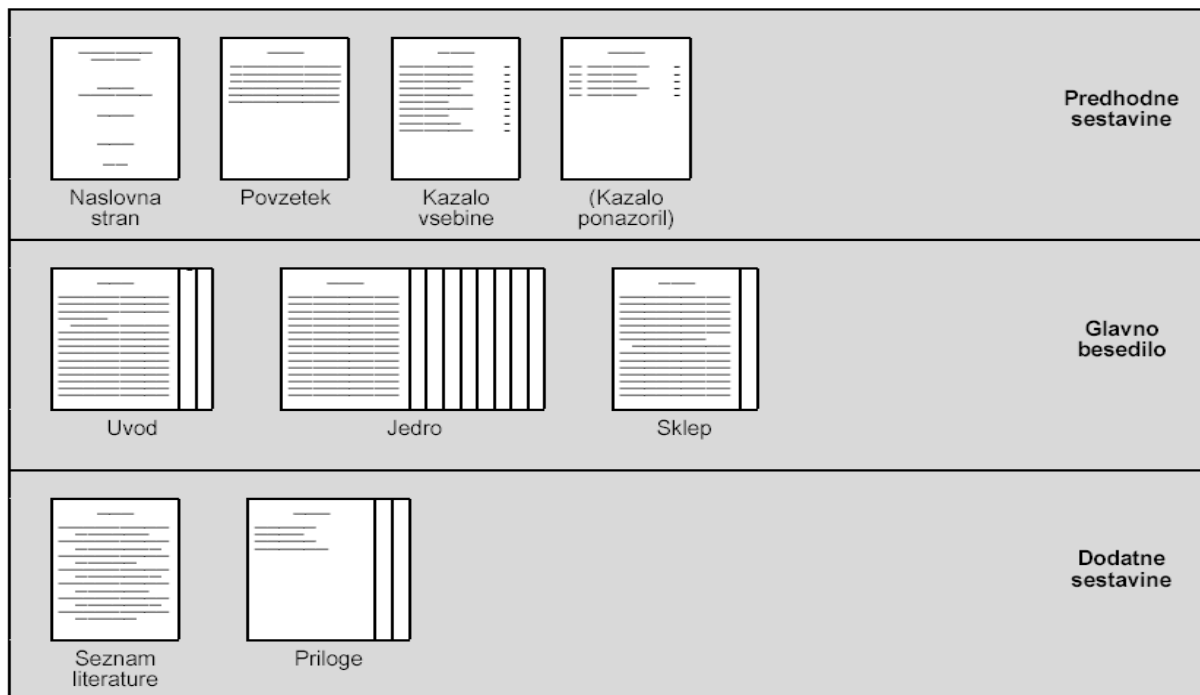 Naslovna
stran
Povzetek
Kazalo
vsebine
(Kazalo
ponazoril)
Predhodne
sestavine
Uvod
Jedro
Sklep
Glavno
besedilo
Seznam
literature
Priloge
Dodatne
sestavine